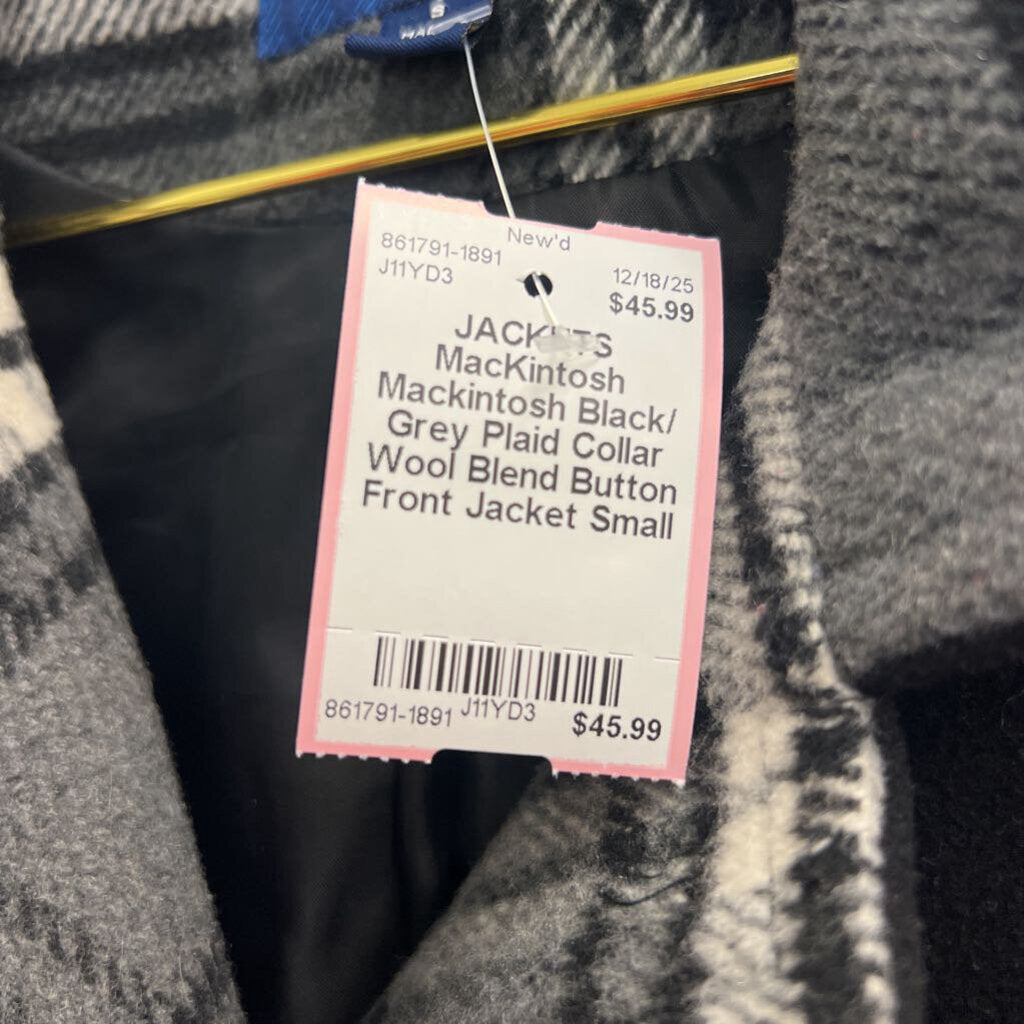 S
New'd
861791-1891
J11YD3
12/18/25
$45.99
JACKETS
MacKintosh
Mackintosh Black/
Grey Plaid Collar
Wool Blend Button
Front Jacket Small
861791-1891 J11YD3 $45.99